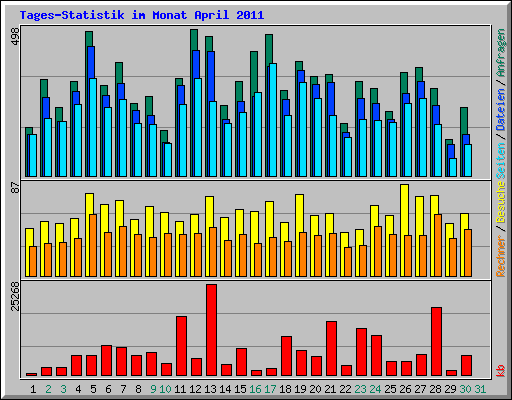 Tages-Statistik im Monat April 2011
498
87
25268
Rechner / Besuche
Seiten / Dateien / Anfragen
kb
1 2 3 4 5 6 7 8 9 10 11 12 13 14 15 16 17 18 19 20 21 22 23 24 25 26 27 28 29 30 31